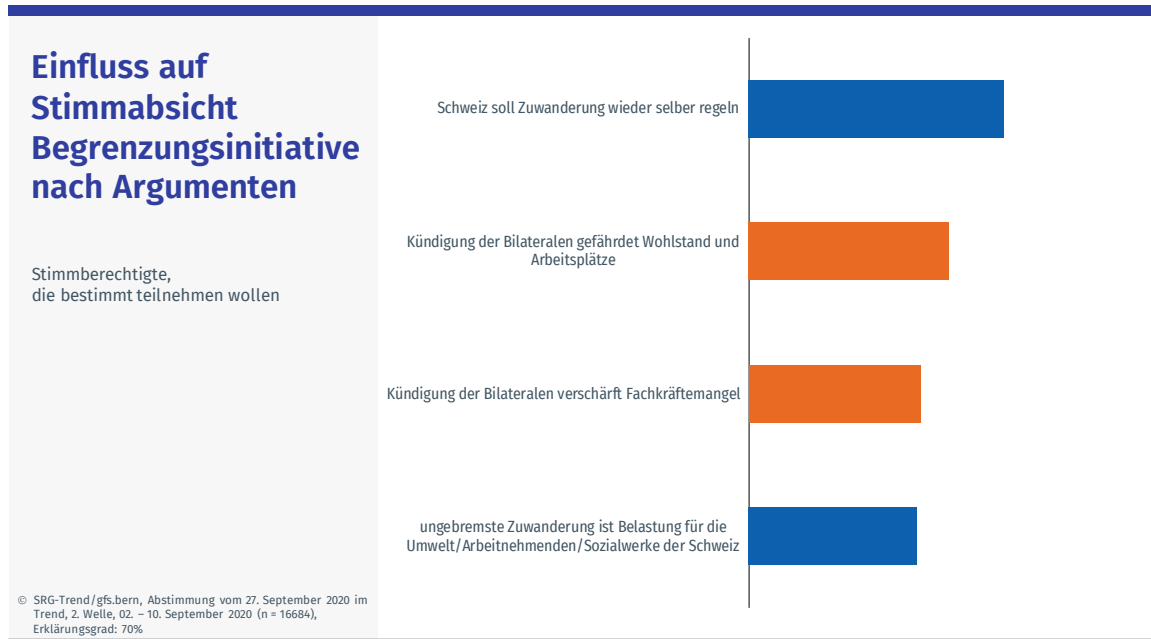 Einfluss auf
Stimmabsicht
Begrenzungsinitiative
nach Argumenten
Stimmberechtigte,
die bestimmt teilnehmen wollen
Schweiz soll Zuwanderung wieder selber regeln
Kündigung der Bilateralen gefährdet Wohlstand und
Arbeitsplätze
Kündigung der Bilateralen verschärft Fachkräftemangel
ungebremste Zuwanderung ist Belastung für die
Umwelt/Arbeitnehmenden/Sozialwerke der Schweiz
© SRG-Trend/gfs.bern, Abstimmung vom 27. September 2020 im
Trend, 2. Welle, 02. – 10. September 2020 (n = 16684),
Erklärungsgrad: 70%